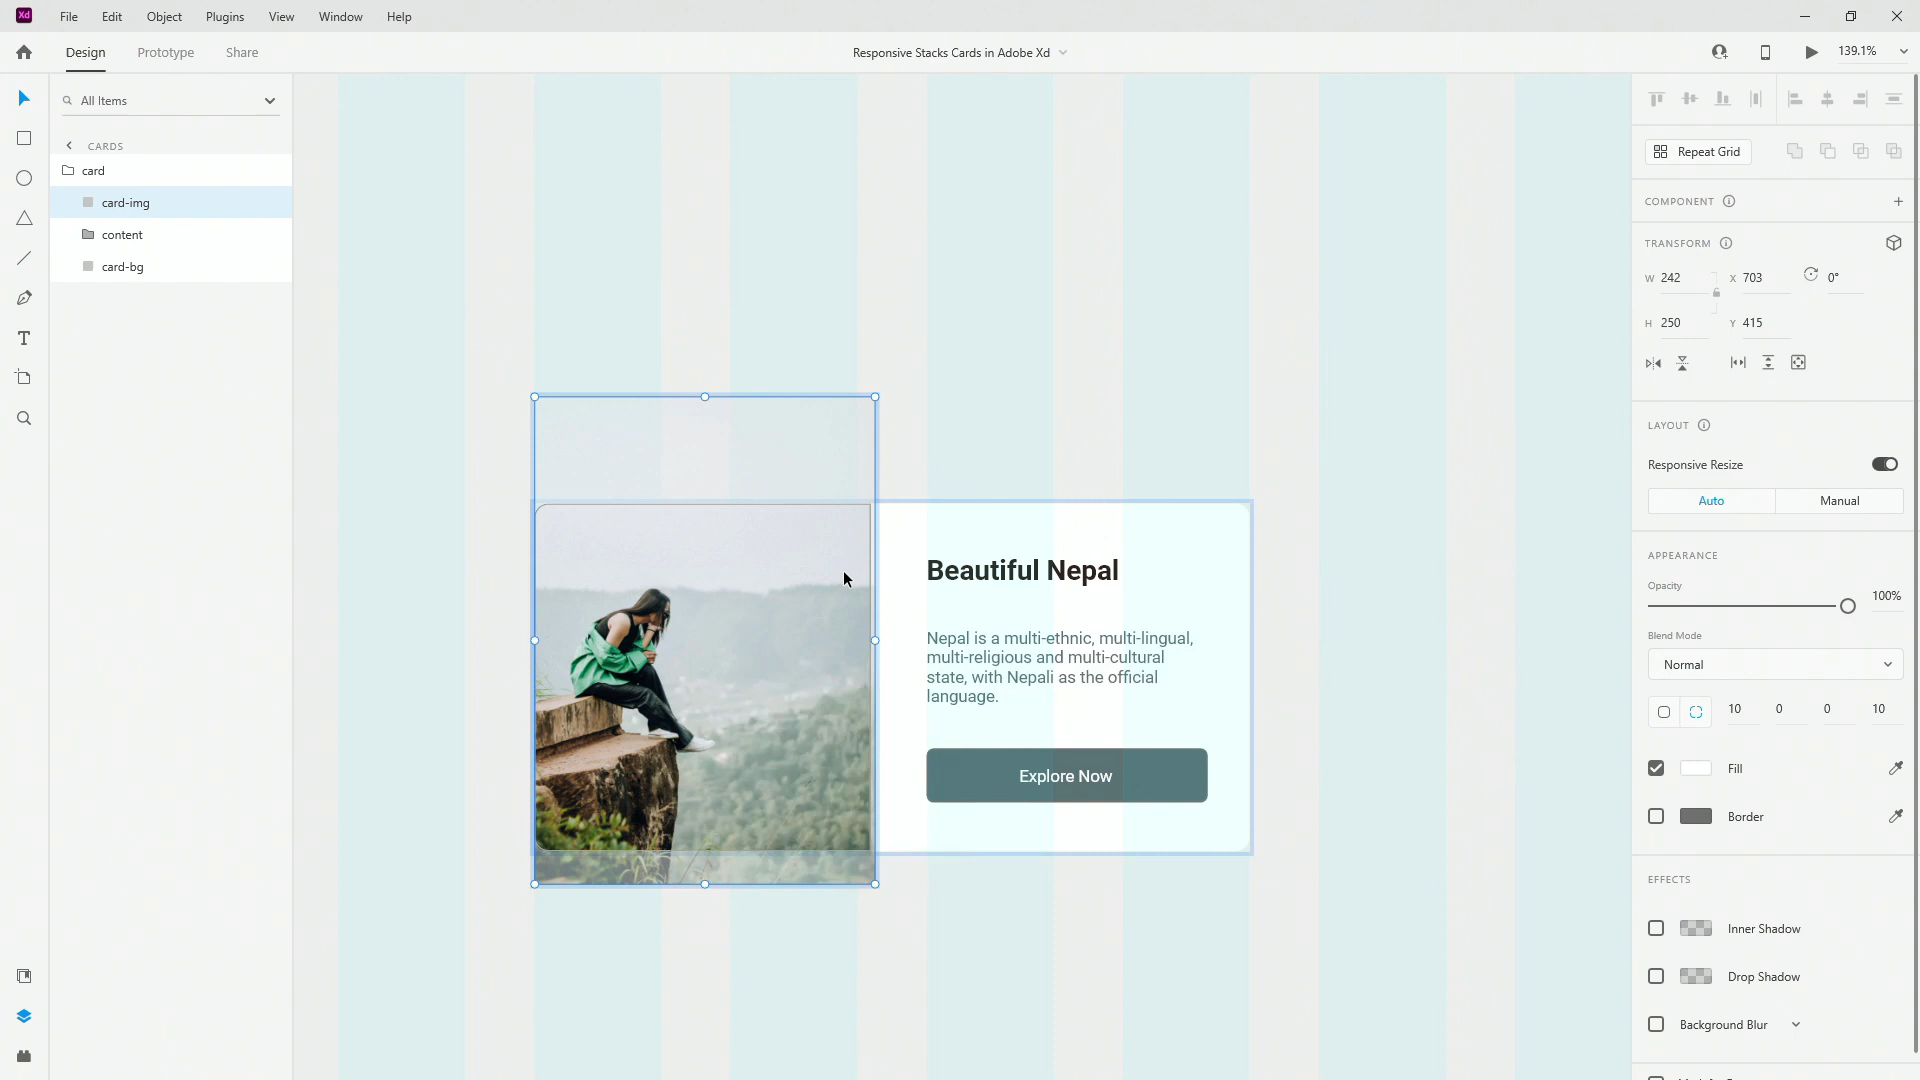 Xd
File
Edit
Object
Plugins
View
Window
Help
Design
Prototype
Share
Responsive Stacks Cards in Adobe Xd
139.1%
All Items
CARDS
card
card-img
content
card-bg
Beautiful Nepal
Nepal is a multi-ethnic, multi-lingual,
multi-religious and multi-cultural
state, with Nepali as the official
language.
Explore Now
Repeat Grid
COMPONENT
TRANSFORM
W 242
X 703
0°
H 250
Y 415
LAYOUT
Responsive Resize
Auto
Manual
APPEARANCE
Opacity
100%
Blend Mode
Normal
10 0 0 10
Fill
Border
EFFECTS
Inner Shadow
Drop Shadow
Background Blur